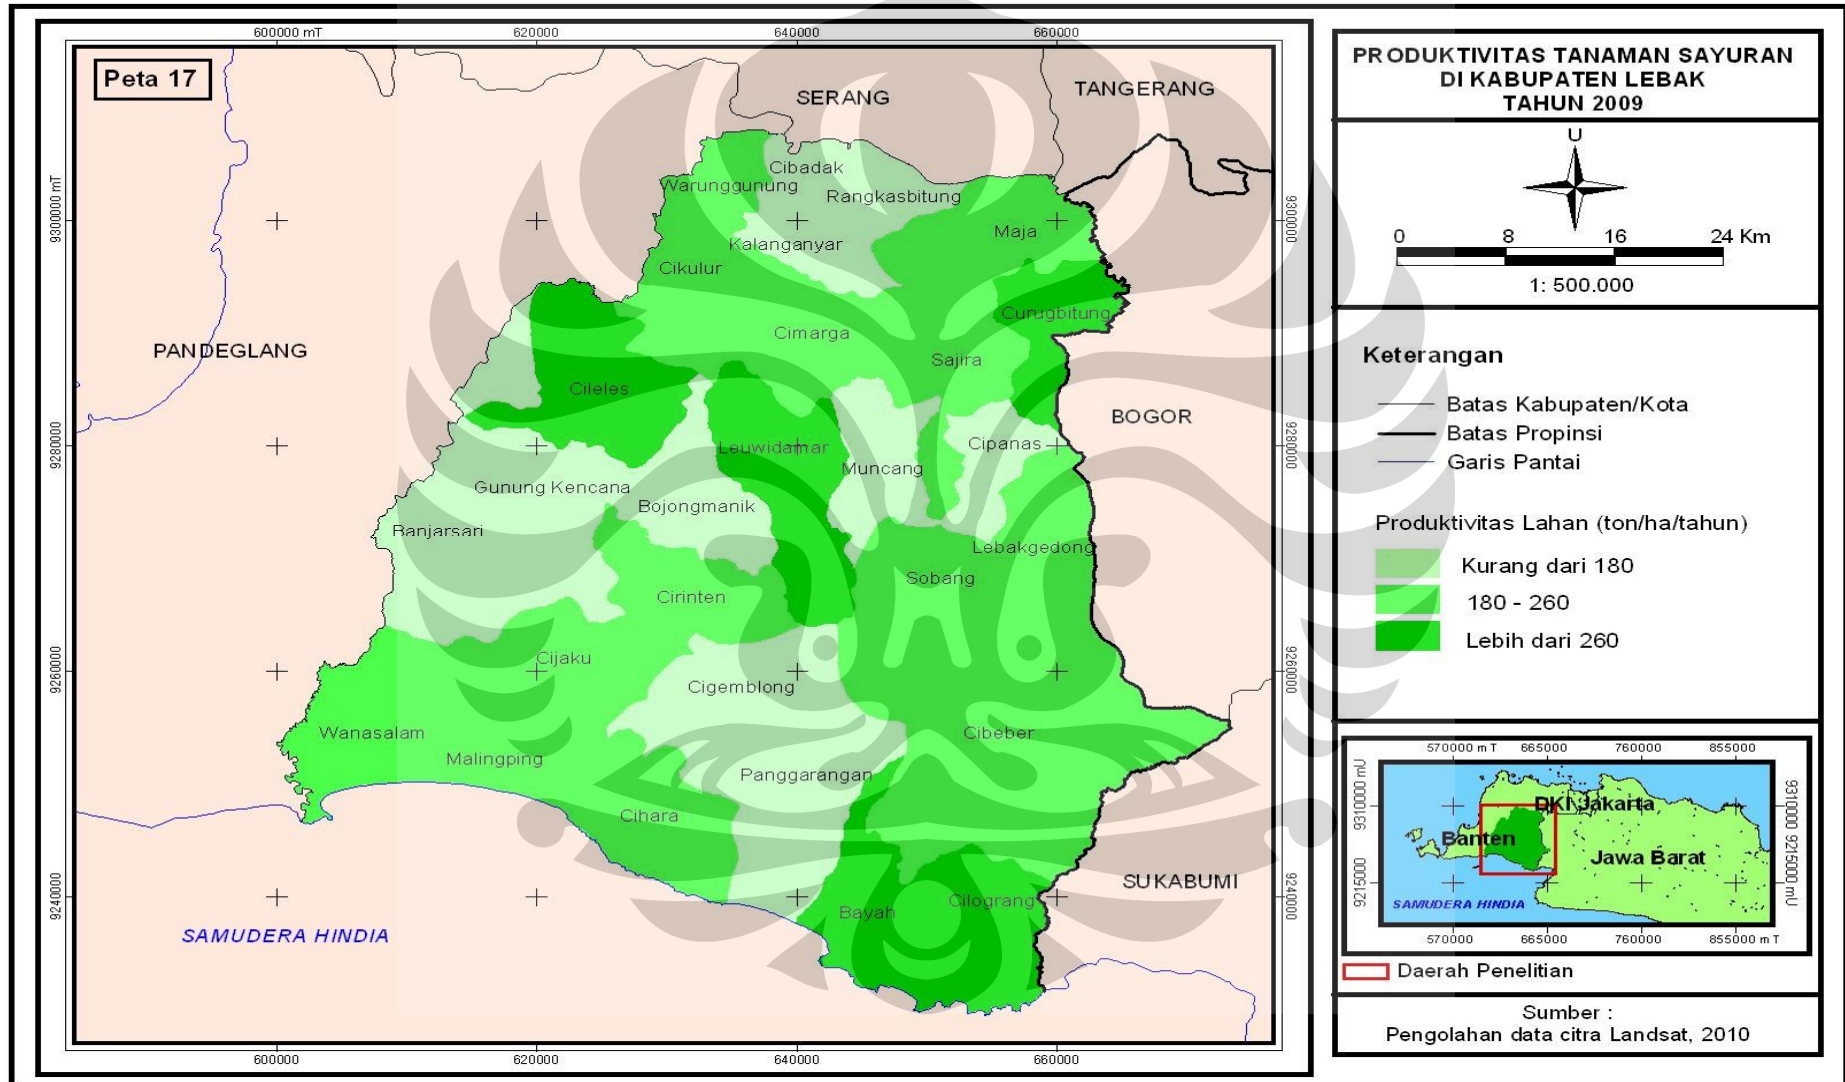 600000 mT
620000
640000
660000
Peta 17
SERANG
TANGERANG
Cibadak
Warunggunung
Rangkasbitung
9300000 mT
9300000
Maja
Kalanganyar
Cikulur
Curugbitung
Cimarga
PANDEGLANG
Sajira
Cileles
BOGOR
9280000
Leuwidamar
Cipanas
9280000
Muncang
Gunung Kencana
Bojongmanik
Banjarsari
Lebakgedong
Sobang
Cirinten
Cijaku
9260000
Cigemblong
9260000
Wanasalam
Cibeber
Malingping
Panggarangan
Cihara
SUKABUMI
9240000
Cilograng
9240000
Bayah
SAMUDERA HINDIA
600000
620000
640000
660000
PRODUKTIVITAS TANAMAN SAYURAN
DI KABUPATEN LEBAK
TAHUN 2009
U
0 8 16 24 Km
1: 500.000
Keterangan
Batas Kabupaten/Kota
Batas Propinsi
Garis Pantai
Produktivitas Lahan (ton/ha/tahun)
Kurang dari 180
180 - 260
Lebih dari 260
570000 m T 665000 760000 855000
9310000 mU
9215000
DKI Jakarta
Banten
Jawa Barat
SAMUDERA HINDIA
9310000 9215000 mU
570000 665000 760000 855000 m T
Daerah Penelitian
Sumber :
Pengolahan data citra Landsat, 2010